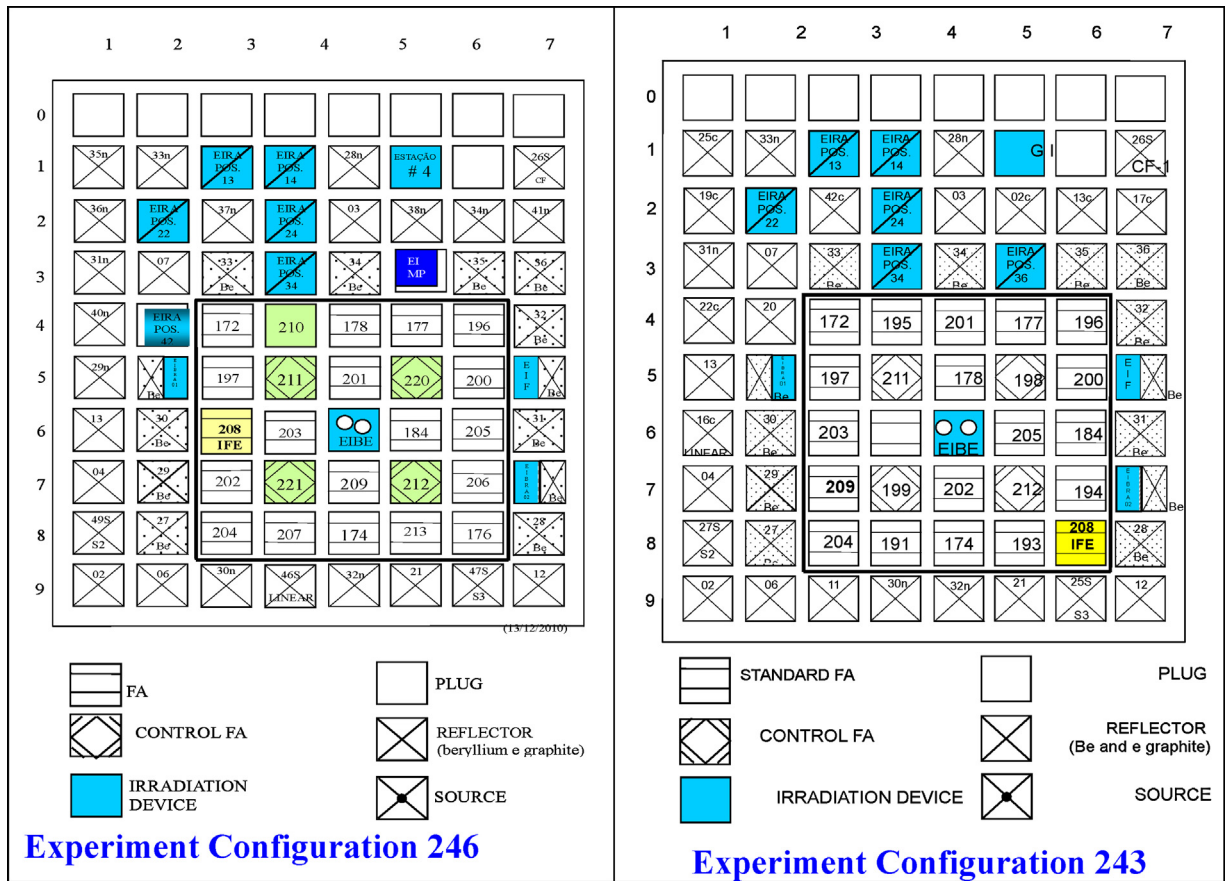 1 2 3 4 5 6 7
0
1
35n 33n EIRA POS. 13 EIRA POS. 14 28n ESTAÇÃO # 4 26S CF
2
36n EIRA POS. 22 37n EIRA POS. 24 03 38n 34n 41n
3
31n 07 33 Be EIRA POS. 34 34 Be EI MP 35 Be 36 Be
4
40n EIRA POS. 42 172 210 178 177 196 32 Be
5
29n Be 197 211 201 220 200 E I F Be
6
13 30 Be 208 IFE 203 EIBE 184 205 31 Be
7
04 29 Be 202 221 209 212 206 Be
8
49S S2 27 Be 204 207 174 213 176 28 Be
9
02 06 30n 46S LINEAR 32n 21 47S S3 12
(13/12/2010)
FA
PLUG
CONTROL FA
REFLECTOR
(beryllium e graphite)
IRRADIATION
DEVICE
SOURCE
Experiment Configuration 246
1 2 3 4 5 6 7
0
1
25c 33n EIRA POS. 13 EIRA POS. 14 28n G I 26S CF-1
2
19c EIRA POS. 22 42c EIRA POS. 24 03 02c 13c 17c
3
31n 07 33 Be EIRA POS. 34 34 Be EIRA POS. 36 35 Be 36 Be
4
22c 20 172 195 201 177 196 32 Be
5
13 Be 197 211 178 198 200 E I F Be
6
16c LINEAR 30 Be 203 EIBE 205 184 31 Be
7
04 29 Be 209 199 202 212 194 EIBRA 02 Be
8
27S S2 27 Be 204 191 174 193 208 IFE 28 Be
9
02 06 11 30n 32n 21 25S S3 12
STANDARD FA
PLUG
CONTROL FA
REFLECTOR
(Be and e graphite)
IRRADIATION DEVICE
SOURCE
Experiment Configuration 243